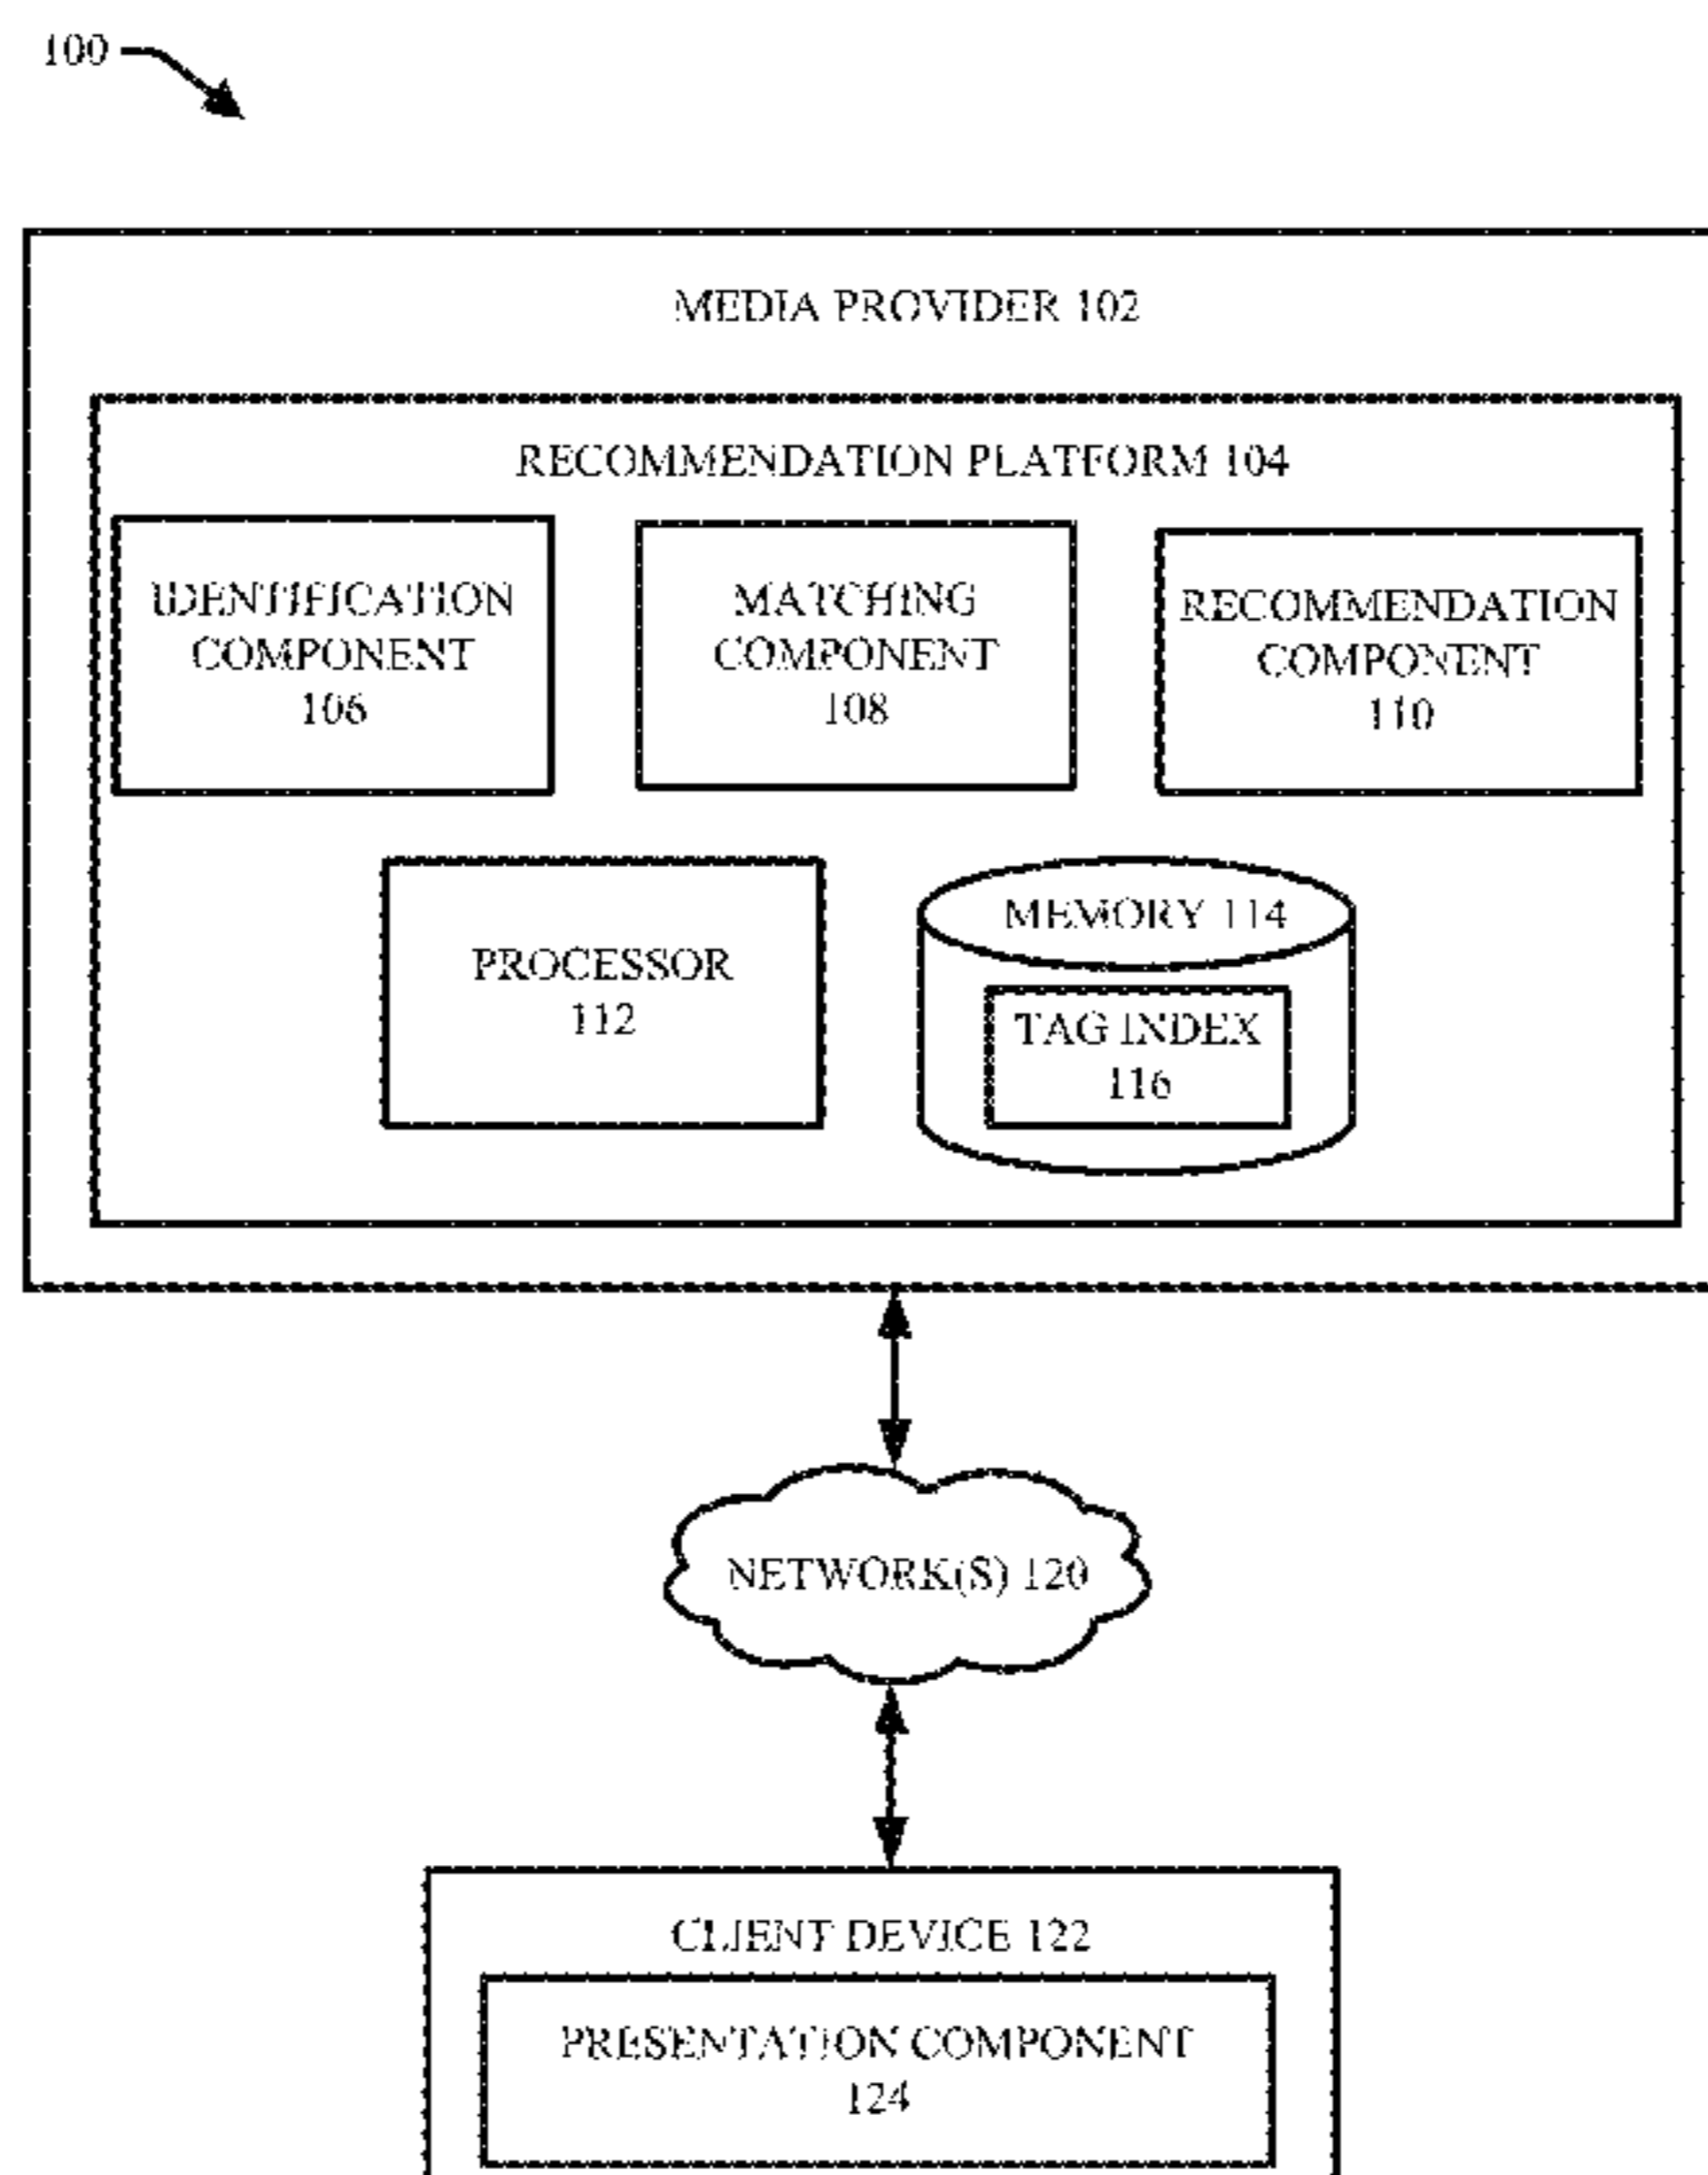 100
MEDIA PROVIDER 102
RECOMMENDATION PLATFORM 104
IDENTIFICATION
COMPONENT
106
MATCHING
COMPONENT
108
RECOMMENDATION
COMPONENT
110
PROCESSOR
112
MEMORY 114
TAG INDEX
116
NETWORK(S) 120
CLIENT DEVICE 122
PRESENTATION COMPONENT
124